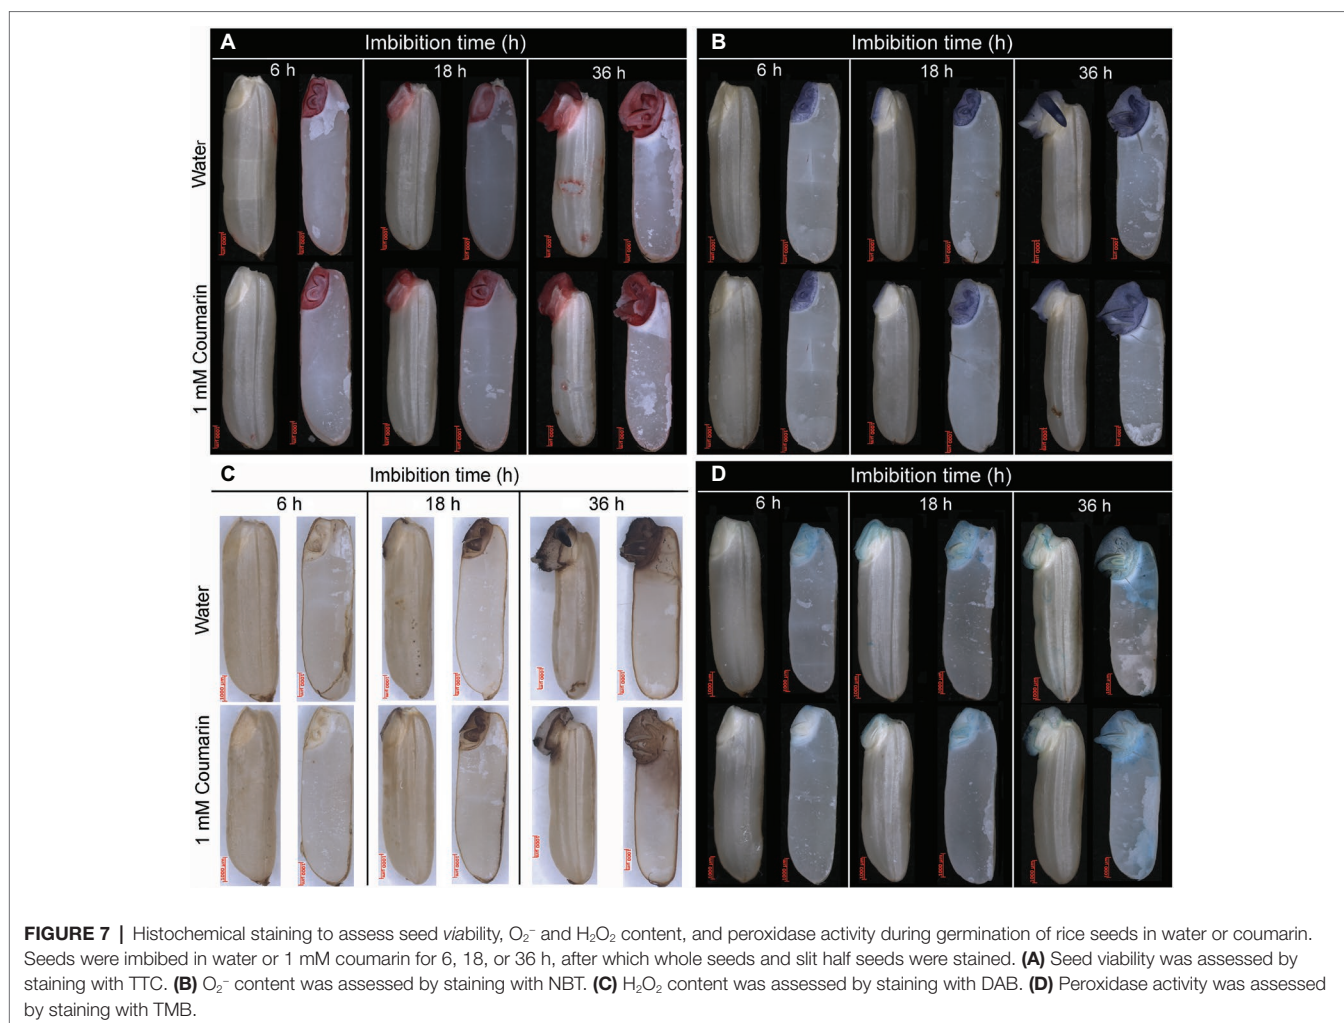 A
Imbibition time (h)
6 h
18 h
36 h
Water
1 mM Coumarin
B
Imbibition time (h)
6 h
18 h
36 h
C
Imbibition time (h)
6 h
18 h
36 h
Water
1 mM Coumarin
D
Imbibition time (h)
6 h
18 h
36 h
FIGURE 7 | Histochemical staining to assess seed viability, O₂⁻ and H₂O₂ content, and peroxidase activity during germination of rice seeds in water or coumarin.
Seeds were imbibed in water or 1 mM coumarin for 6, 18, or 36 h, after which whole seeds and slit half seeds were stained. (A) Seed viability was assessed by
staining with TTC. (B) O₂⁻ content was assessed by staining with NBT. (C) H₂O₂ content was assessed by staining with DAB. (D) Peroxidase activity was assessed
by staining with TMB.